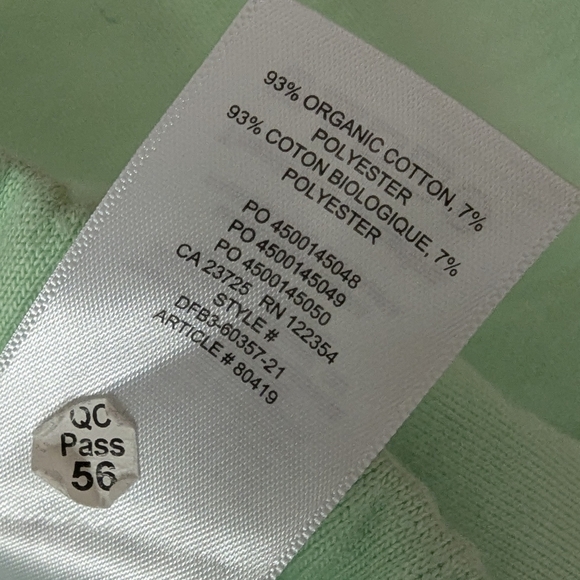 93% ORGANIC COTTON, 7%
POLYESTER
93% COTON BIOLOGIQUE, 7%
POLYESTER
PO 4500145048
PO 4500145049
PO 4500145050
CA 23725 RN 122354
STYLE #
DFB3-60357-21
ARTICLE # 80419
QC
Pass
56